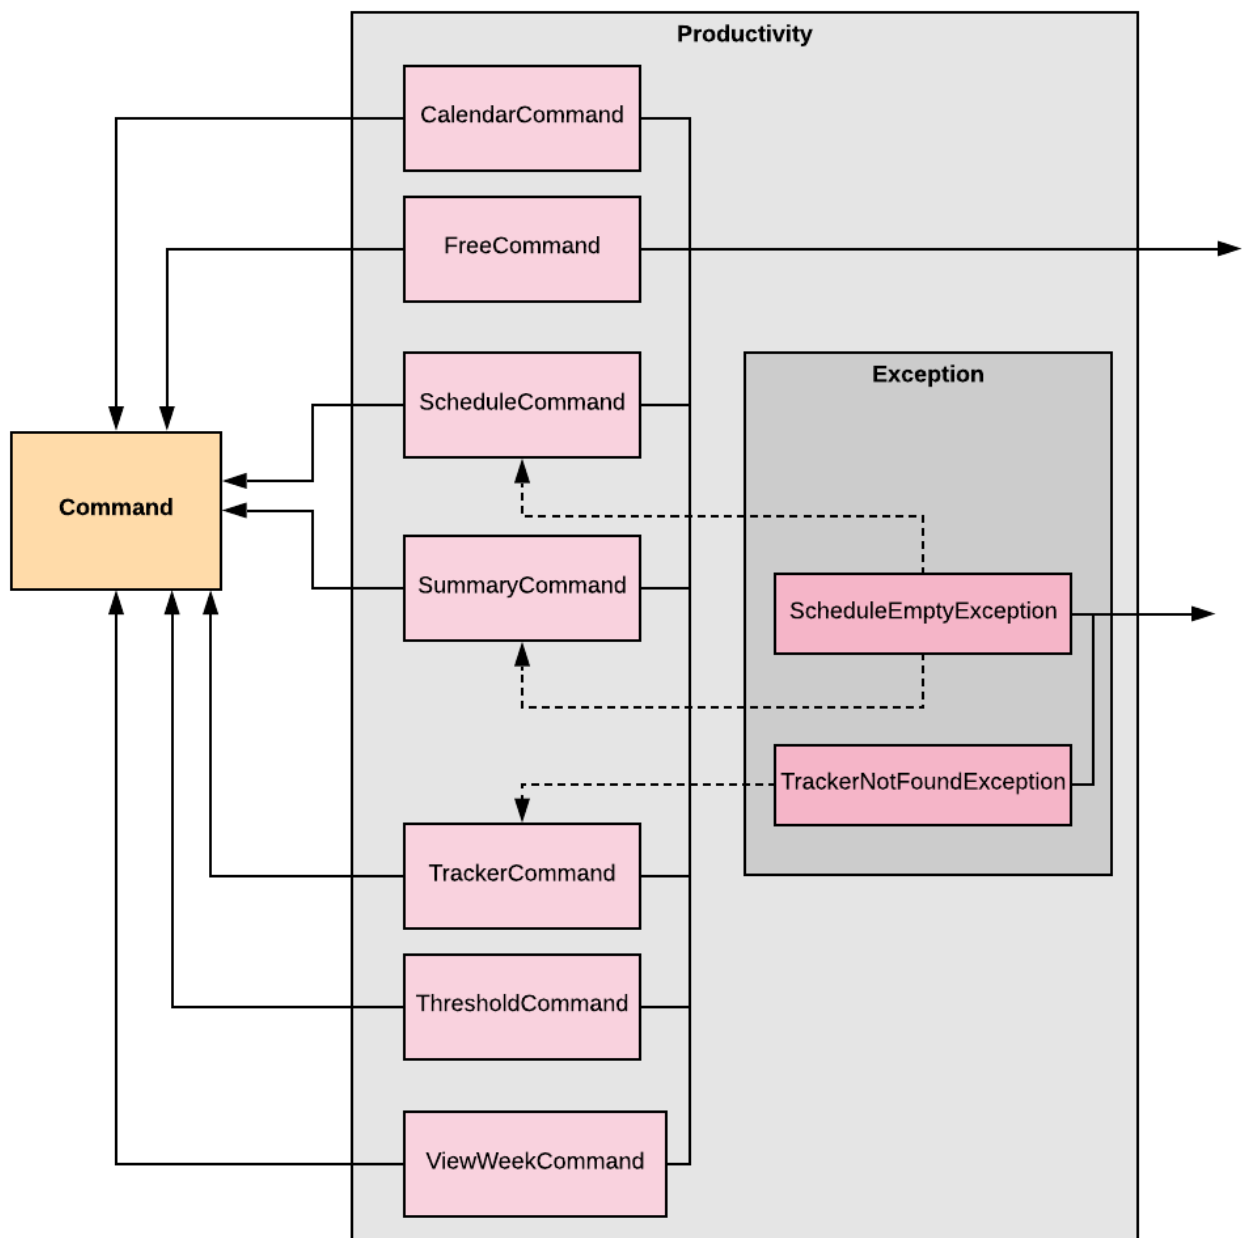 Productivity
CalendarCommand
FreeCommand
ScheduleCommand
Exception
Command
SummaryCommand
ScheduleEmptyException
TrackerNotFoundException
TrackerCommand
ThresholdCommand
ViewWeekCommand